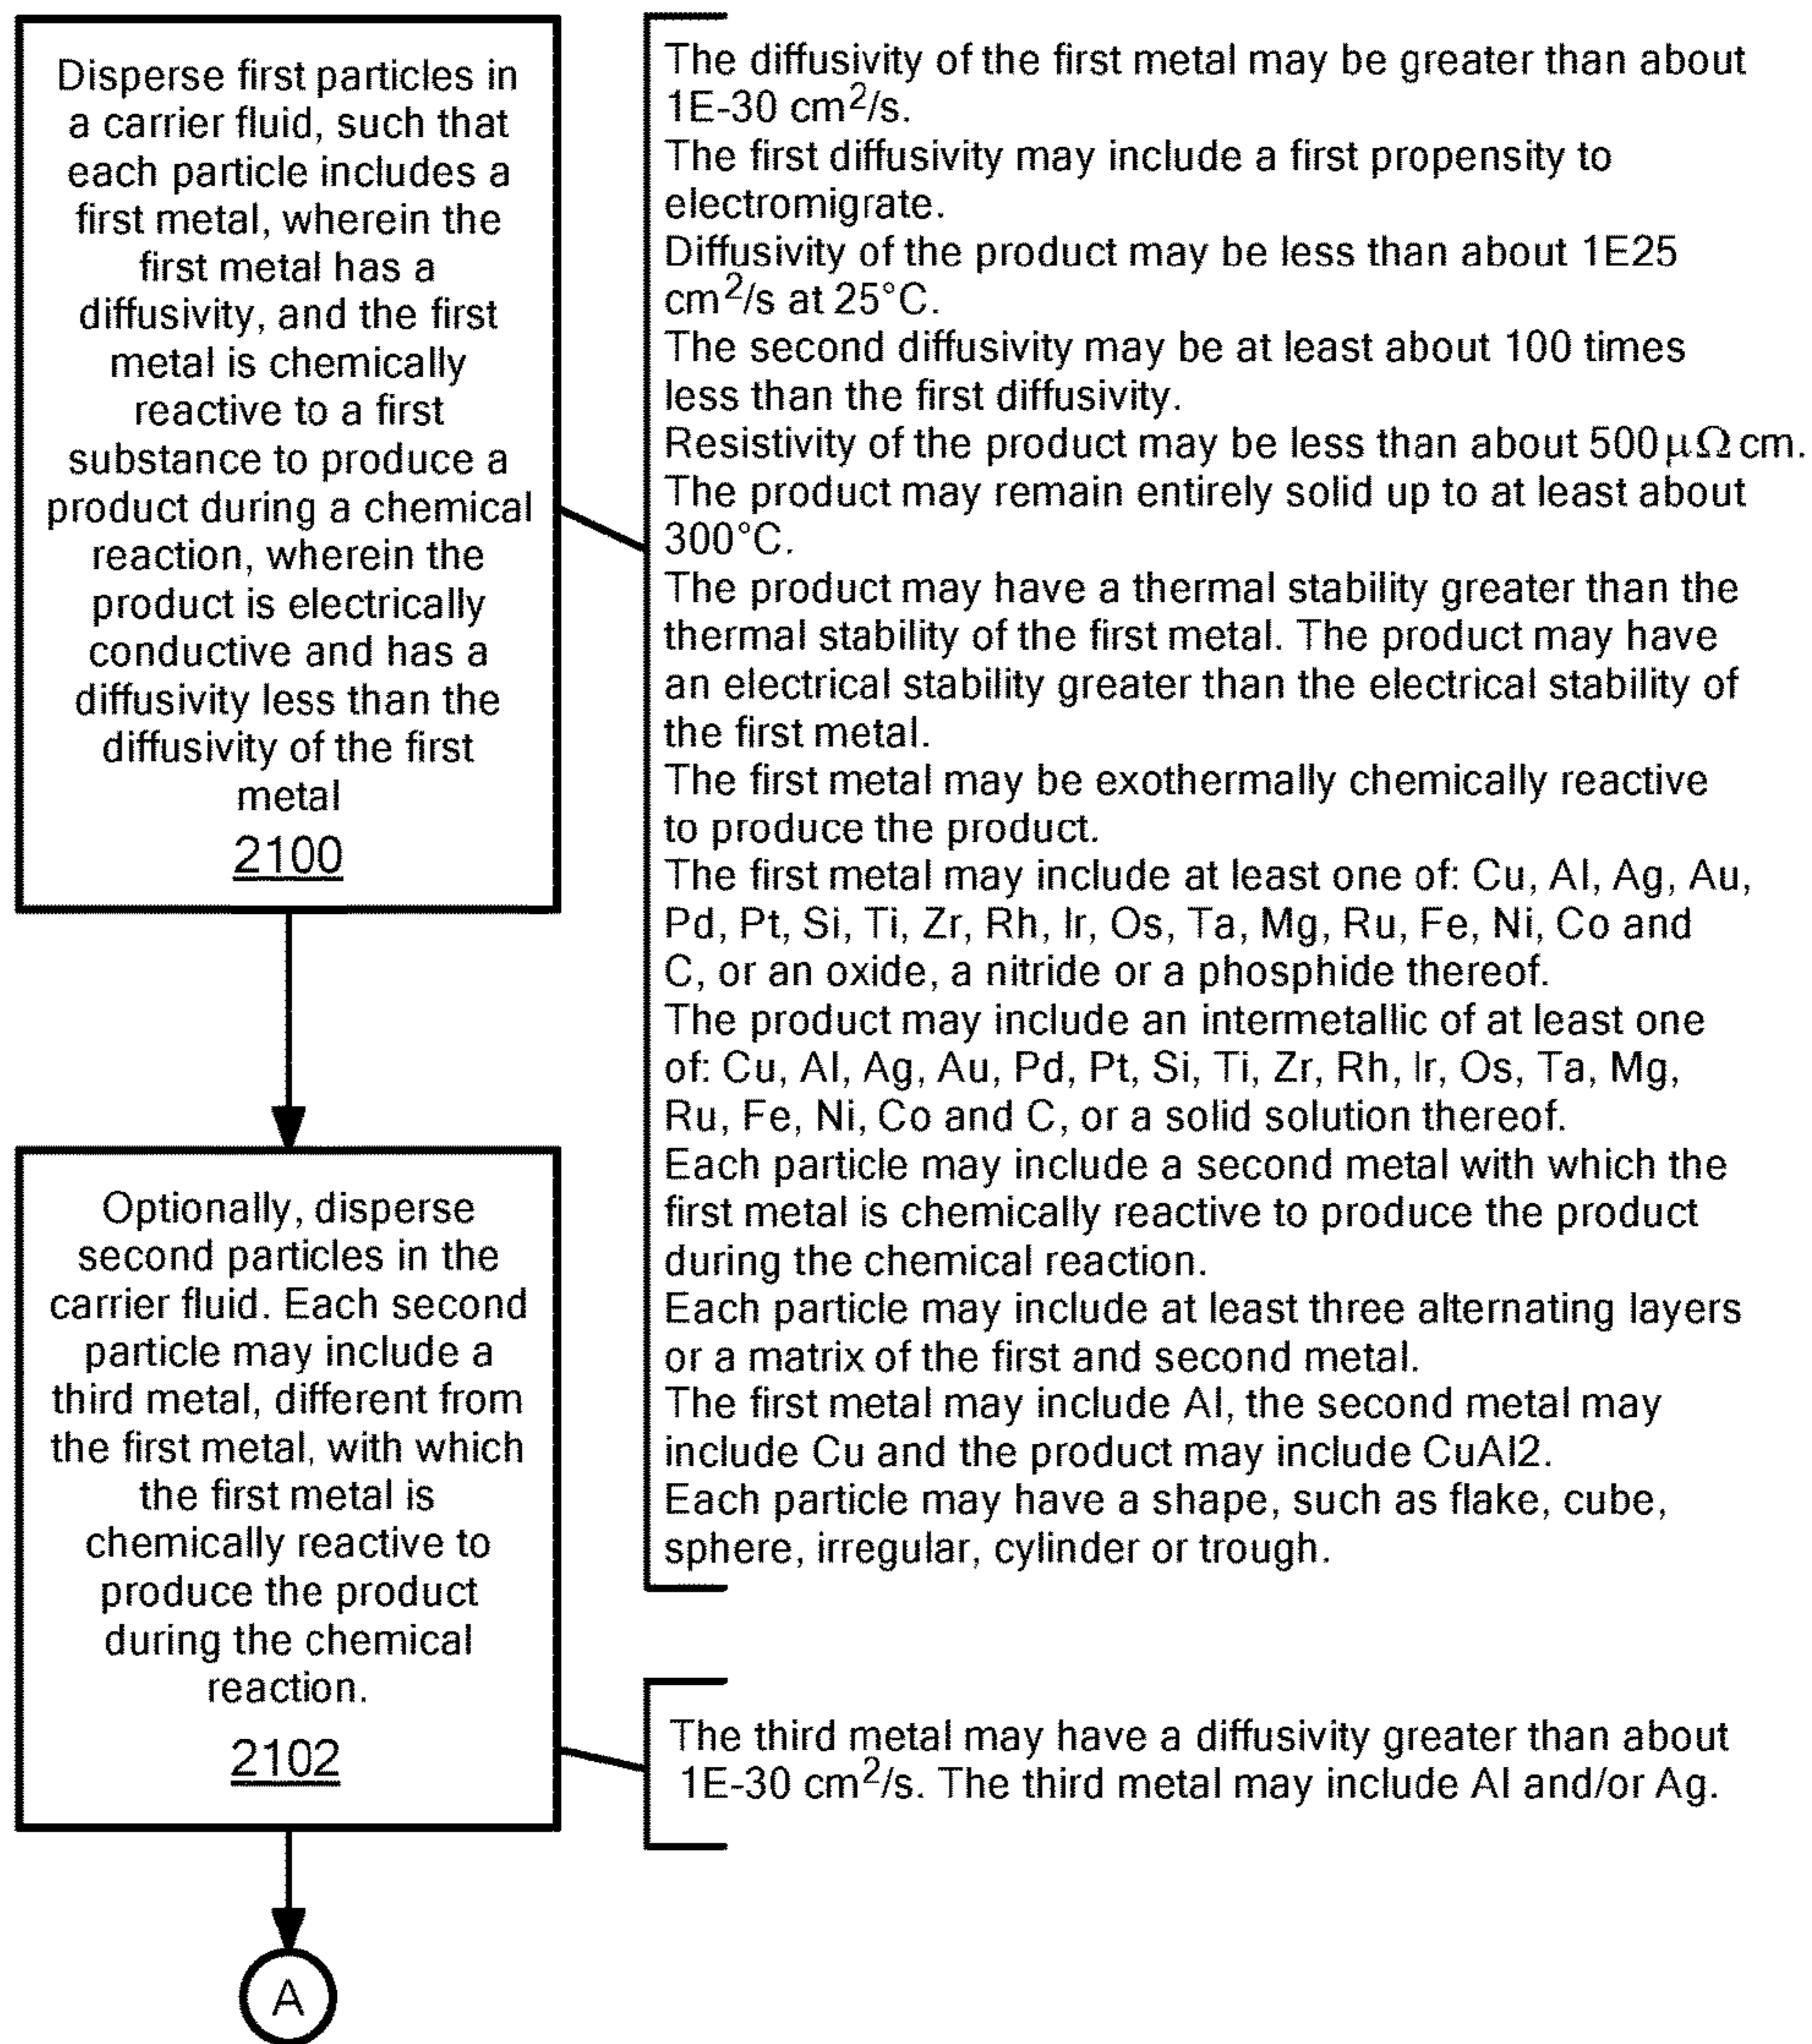 Disperse first particles in
a carrier fluid, such that
each particle includes a
first metal, wherein the
first metal has a
diffusivity, and the first
metal is chemically
reactive to a first
substance to produce a
product during a chemical
reaction, wherein the
product is electrically
conductive and has a
diffusivity less than the
diffusivity of the first
metal
2100
The diffusivity of the first metal may be greater than about
1E-30 cm²/s.
The first diffusivity may include a first propensity to
electromigrate.
Diffusivity of the product may be less than about 1E25
cm²/s at 25°C.
The second diffusivity may be at least about 100 times
less than the first diffusivity.
Resistivity of the product may be less than about 500 µΩ cm.
The product may remain entirely solid up to at least about
300°C.
The product may have a thermal stability greater than the
thermal stability of the first metal. The product may have
an electrical stability greater than the electrical stability of
the first metal.
The first metal may be exothermally chemically reactive
to produce the product.
The first metal may include at least one of: Cu, Al, Ag, Au,
Pd, Pt, Si, Ti, Zr, Rh, Ir, Os, Ta, Mg, Ru, Fe, Ni, Co and
C, or an oxide, a nitride or a phosphide thereof.
The product may include an intermetallic of at least one
of: Cu, Al, Ag, Au, Pd, Pt, Si, Ti, Zr, Rh, Ir, Os, Ta, Mg,
Ru, Fe, Ni, Co and C, or a solid solution thereof.
Each particle may include a second metal with which the
first metal is chemically reactive to produce the product
during the chemical reaction.
Each particle may include at least three alternating layers
or a matrix of the first and second metal.
The first metal may include Al, the second metal may
include Cu and the product may include CuAl2.
Each particle may have a shape, such as flake, cube,
sphere, irregular, cylinder or trough.
Optionally, disperse
second particles in the
carrier fluid. Each second
particle may include a
third metal, different from
the first metal, with which
the first metal is
chemically reactive to
produce the product
during the chemical
reaction.
2102
The third metal may have a diffusivity greater than about
1E-30 cm²/s. The third metal may include Al and/or Ag.
A